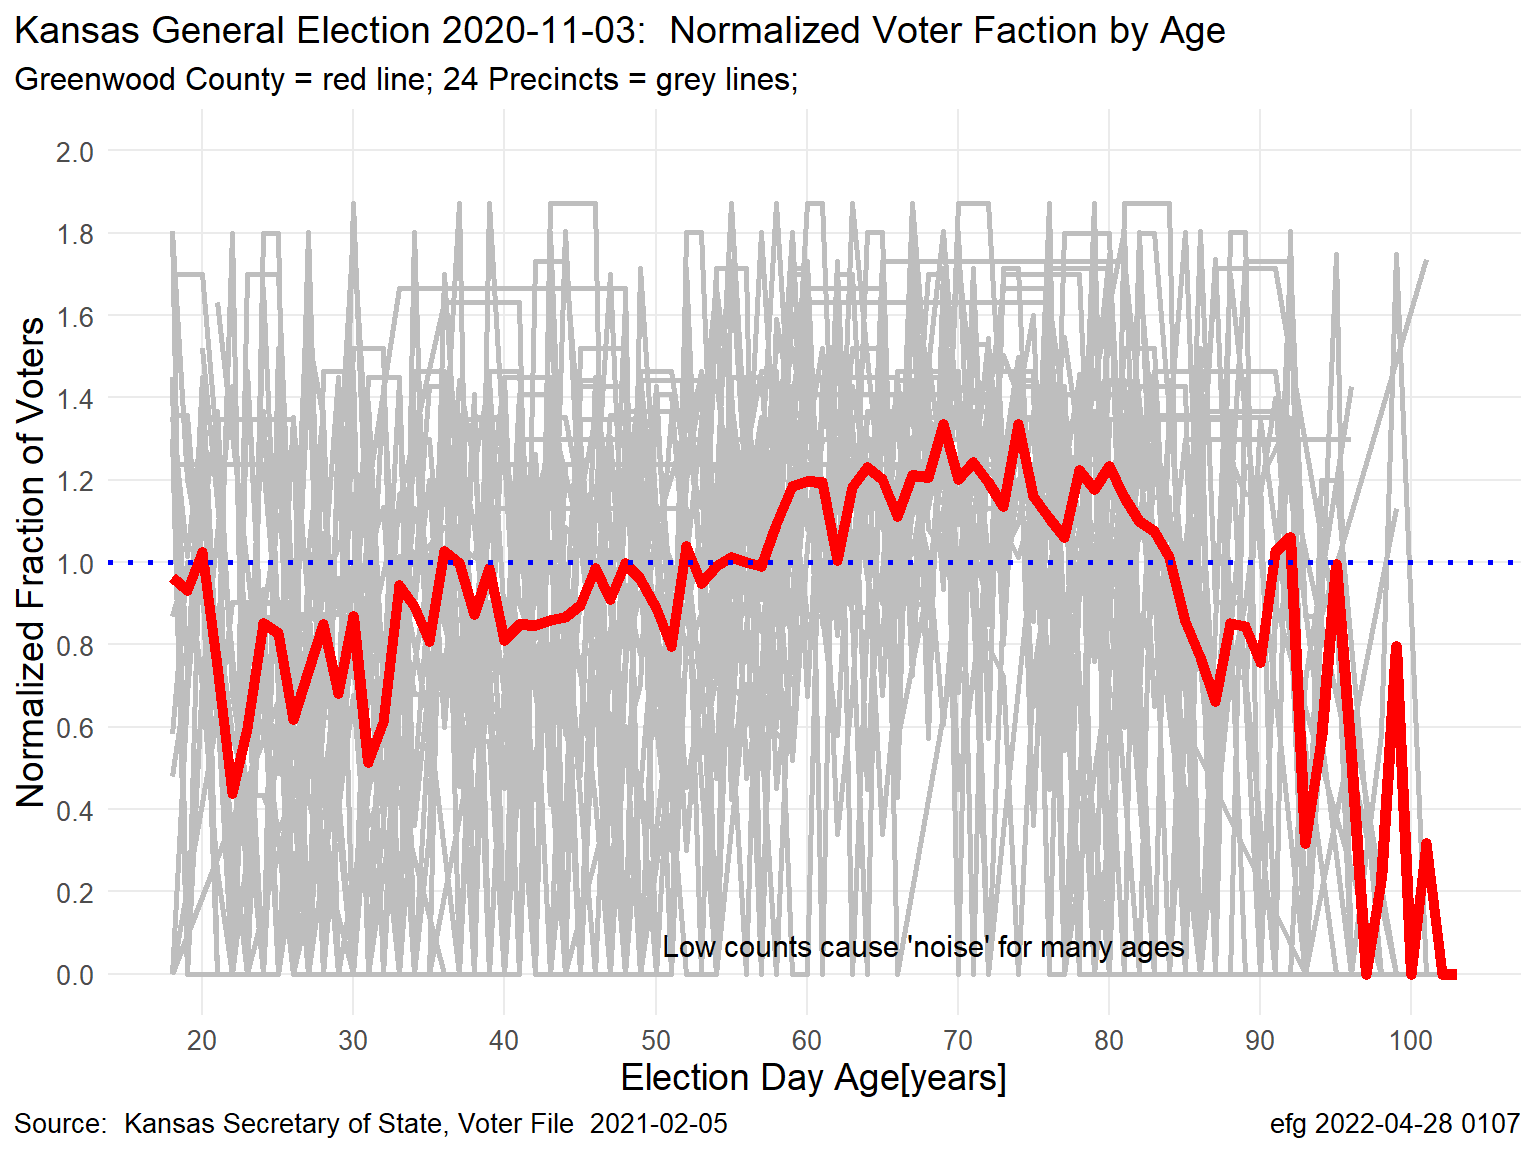 Kansas General Election 2020-11-03:  Normalized Voter Faction by Age
Greenwood County = red line; 24 Precincts = grey lines;
Normalized Fraction of Voters
2.0
1.8
1.6
1.4
1.2
1.0
0.8
0.6
0.4
0.2
0.0
Low counts cause 'noise' for many ages
20 30 40 50 60 70 80 90 100
Election Day Age[years]
Source:  Kansas Secretary of State, Voter File  2021-02-05
efg 2022-04-28 0107